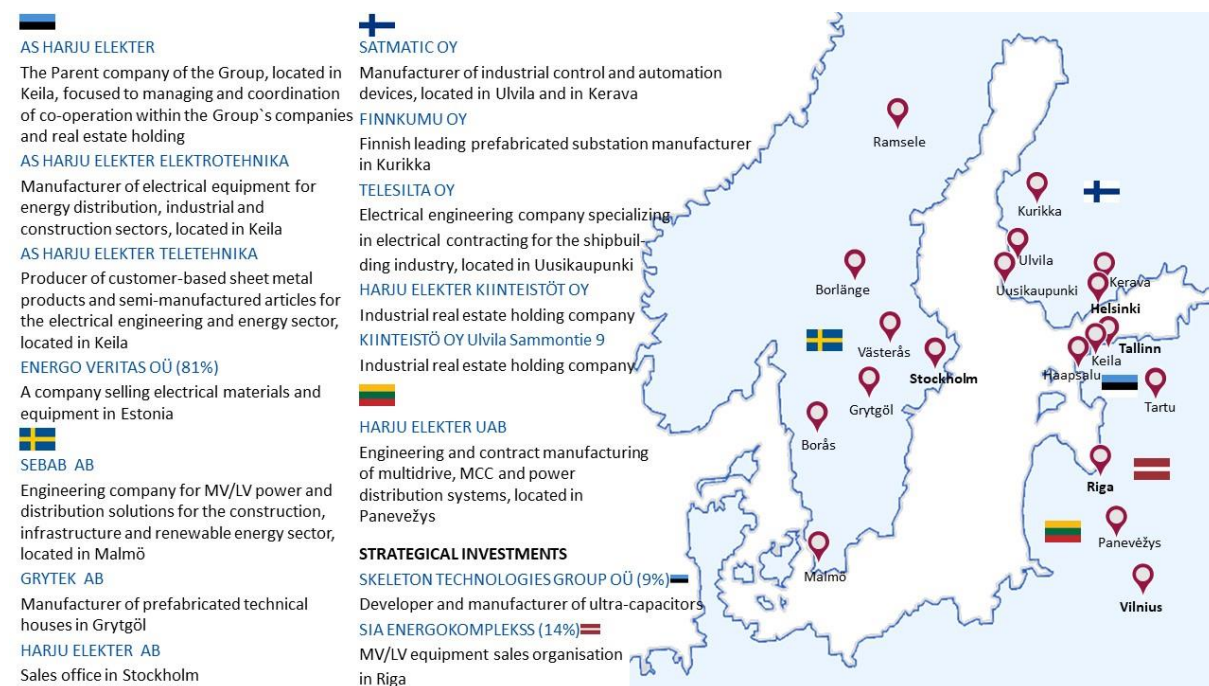 AS HARJU ELEKTER
The Parent company of the Group, located in
Keila, focused to managing and coordination
of co-operation within the Group`s companies
and real estate holding
AS HARJU ELEKTER ELEKTROTEHNIKA
Manufacturer of electrical equipment for
energy distribution, industrial and
construction sectors, located in Keila
AS HARJU ELEKTER TELETEHNIKA
Producer of customer-based sheet metal
products and semi-manufactured articles for
the electrical engineering and energy sector,
located in Keila
ENERGO VERITAS OÜ (81%)
A company selling electrical materials and
equipment in Estonia
SEBAB AB
Engineering company for MV/LV power and
distribution solutions for the construction,
infrastructure and renewable energy sector,
located in Malmö
GRYTEK AB
Manufacturer of prefabricated technical
houses in Grytgöl
HARJU ELEKTER AB
Sales office in Stockholm
SATMATIC OY
Manufacturer of industrial control and automation
devices, located in Ulvila and in Kerava
FINNKUMU OY
Finnish leading prefabricated substation manufacturer
in Kurikka
TELESILTA OY
Electrical engineering company specializing
in electrical contracting for the shipbuil-
ding industry, located in Uusikaupunki
HARJU ELEKTER KIINTEISTÖT OY
Industrial real estate holding company
KIINTEISTÖ OY Ulvila Sammontie 9
Industrial real estate holding company
HARJU ELEKTER UAB
Engineering and contract manufacturing
of multidrive, MCC and power
distribution systems, located in
Panevežys
STRATEGICAL INVESTMENTS
SKELETON TECHNOLOGIES GROUP OÜ (9%)
Developer and manufacturer of ultra-capacitors
SIA ENERGOKOMPLEKSS (14%)
MV/LV equipment sales organisation
in Riga
Ramsele
Kurikka
Ulvila
Uusikaupunki
Kerava
Helsinki
Borlänge
Västerås
Stockholm
Tallinn
Keila
Haapsalu
Grytgöl
Tartu
Borås
Riga
Panevėžys
Malmö
Vilnius